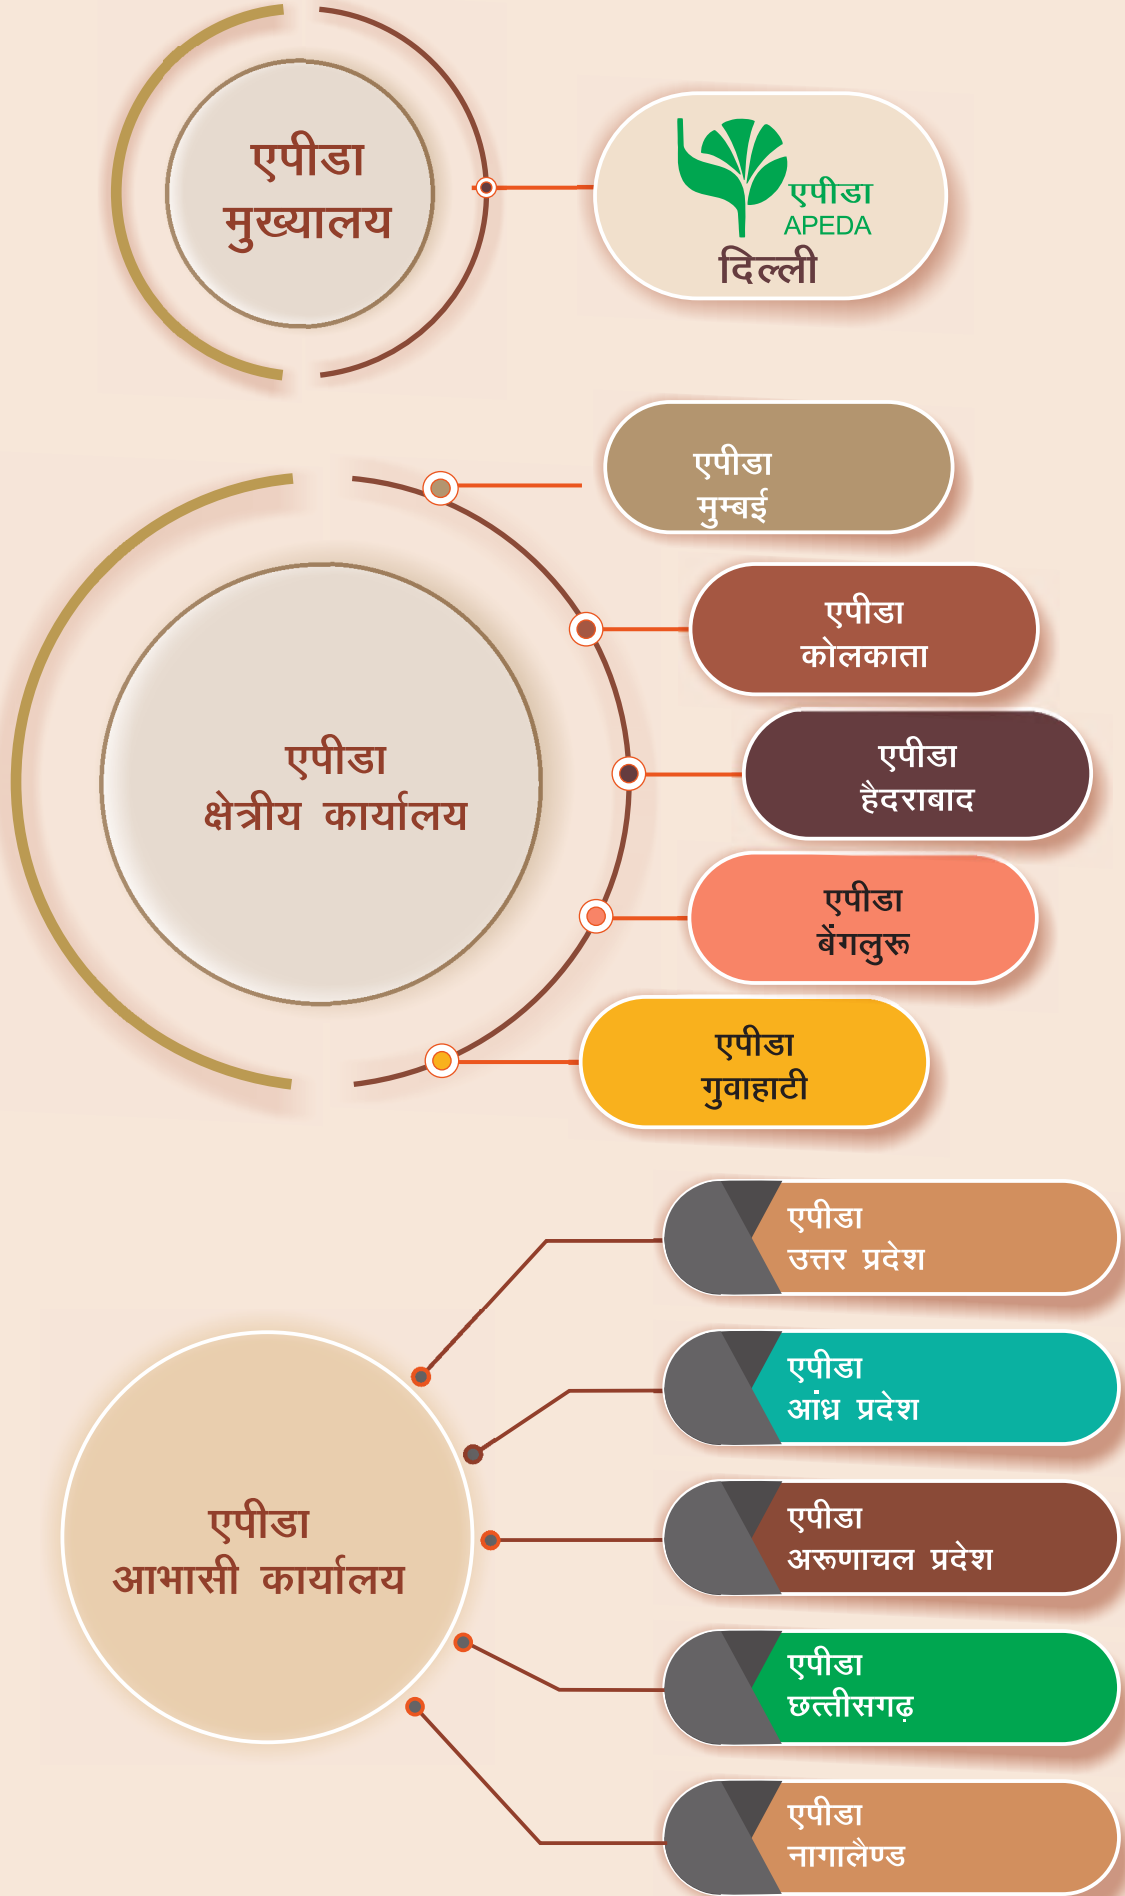 एपीडा
मुख्यालय
एपीडा
APEDA
दिल्ली
एपीडा
मुम्बई
एपीडा
कोलकाता
एपीडा
हैदराबाद
एपीडा
क्षेत्रीय कार्यालय
एपीडा
बेंगलुरू
एपीडा
गुवाहाटी
एपीडा
उत्तर प्रदेश
एपीडा
आंध्र प्रदेश
एपीडा
आभासी कार्यालय
एपीडा
अरूणाचल प्रदेश
एपीडा
छत्तीसगढ़
एपीडा
नागालैण्ड